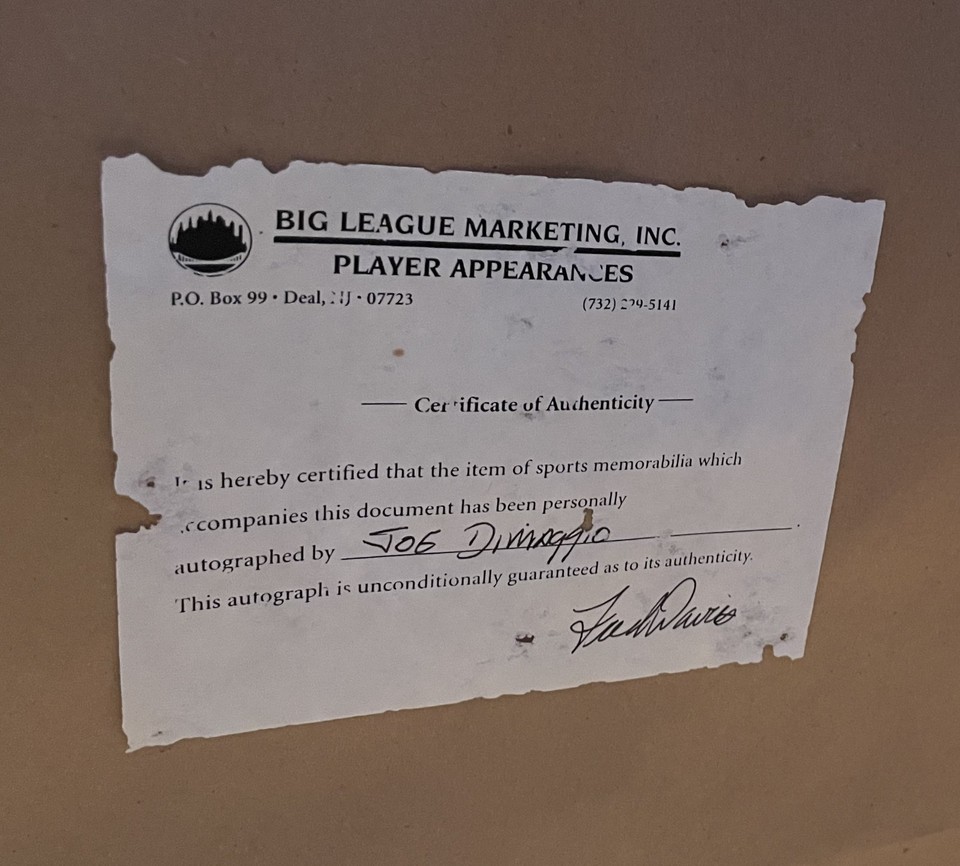 BIG LEAGUE MARKETING, INC.
PLAYER APPEARANCES
P.O. Box 99 • Deal, NJ • 07723
(732) 229-5141
Certificate of Authenticity
It is hereby certified that the item of sports memorabilia which
accompanies this document has been personally
autographed by JOE DiMaggio.
This autograph is unconditionally guaranteed as to its authenticity.